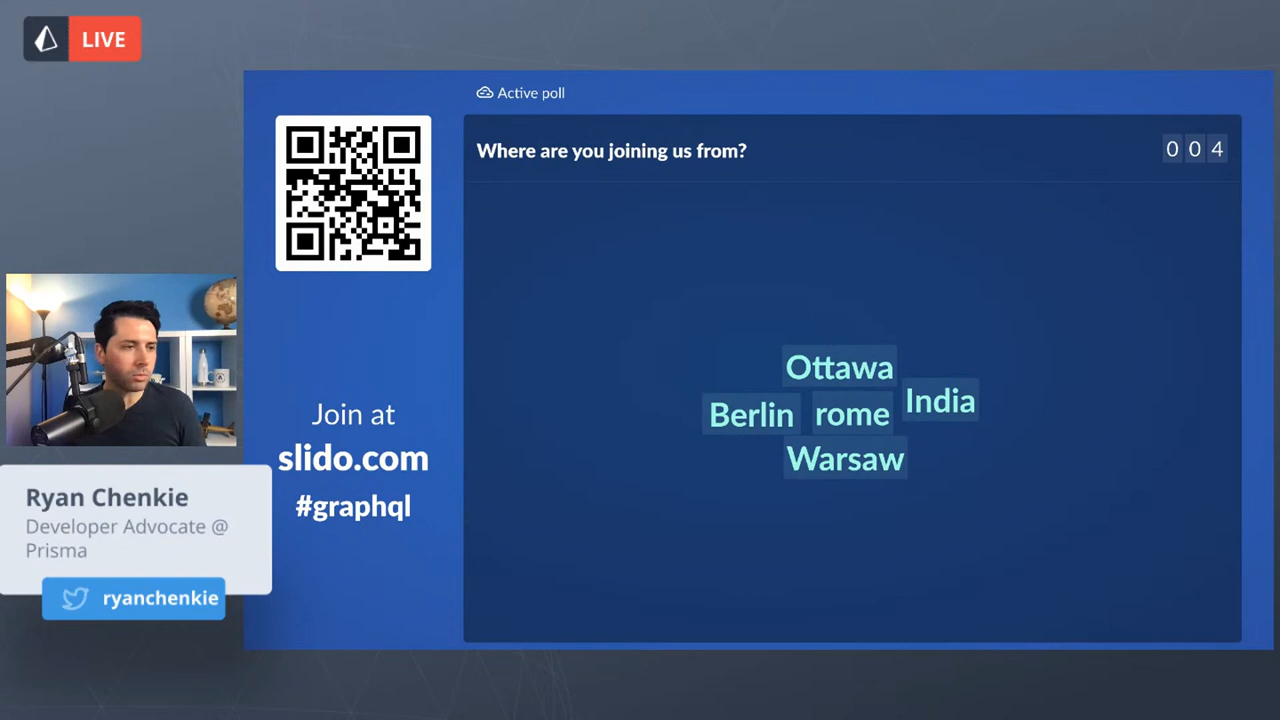 LIVE
Active poll
Where are you joining us from?
0 0 4
Ottawa
India
Berlin
rome
Warsaw
Join at
slido.com
#graphql
Ryan Chenkie
Developer Advocate @
Prisma
ryanchenkie